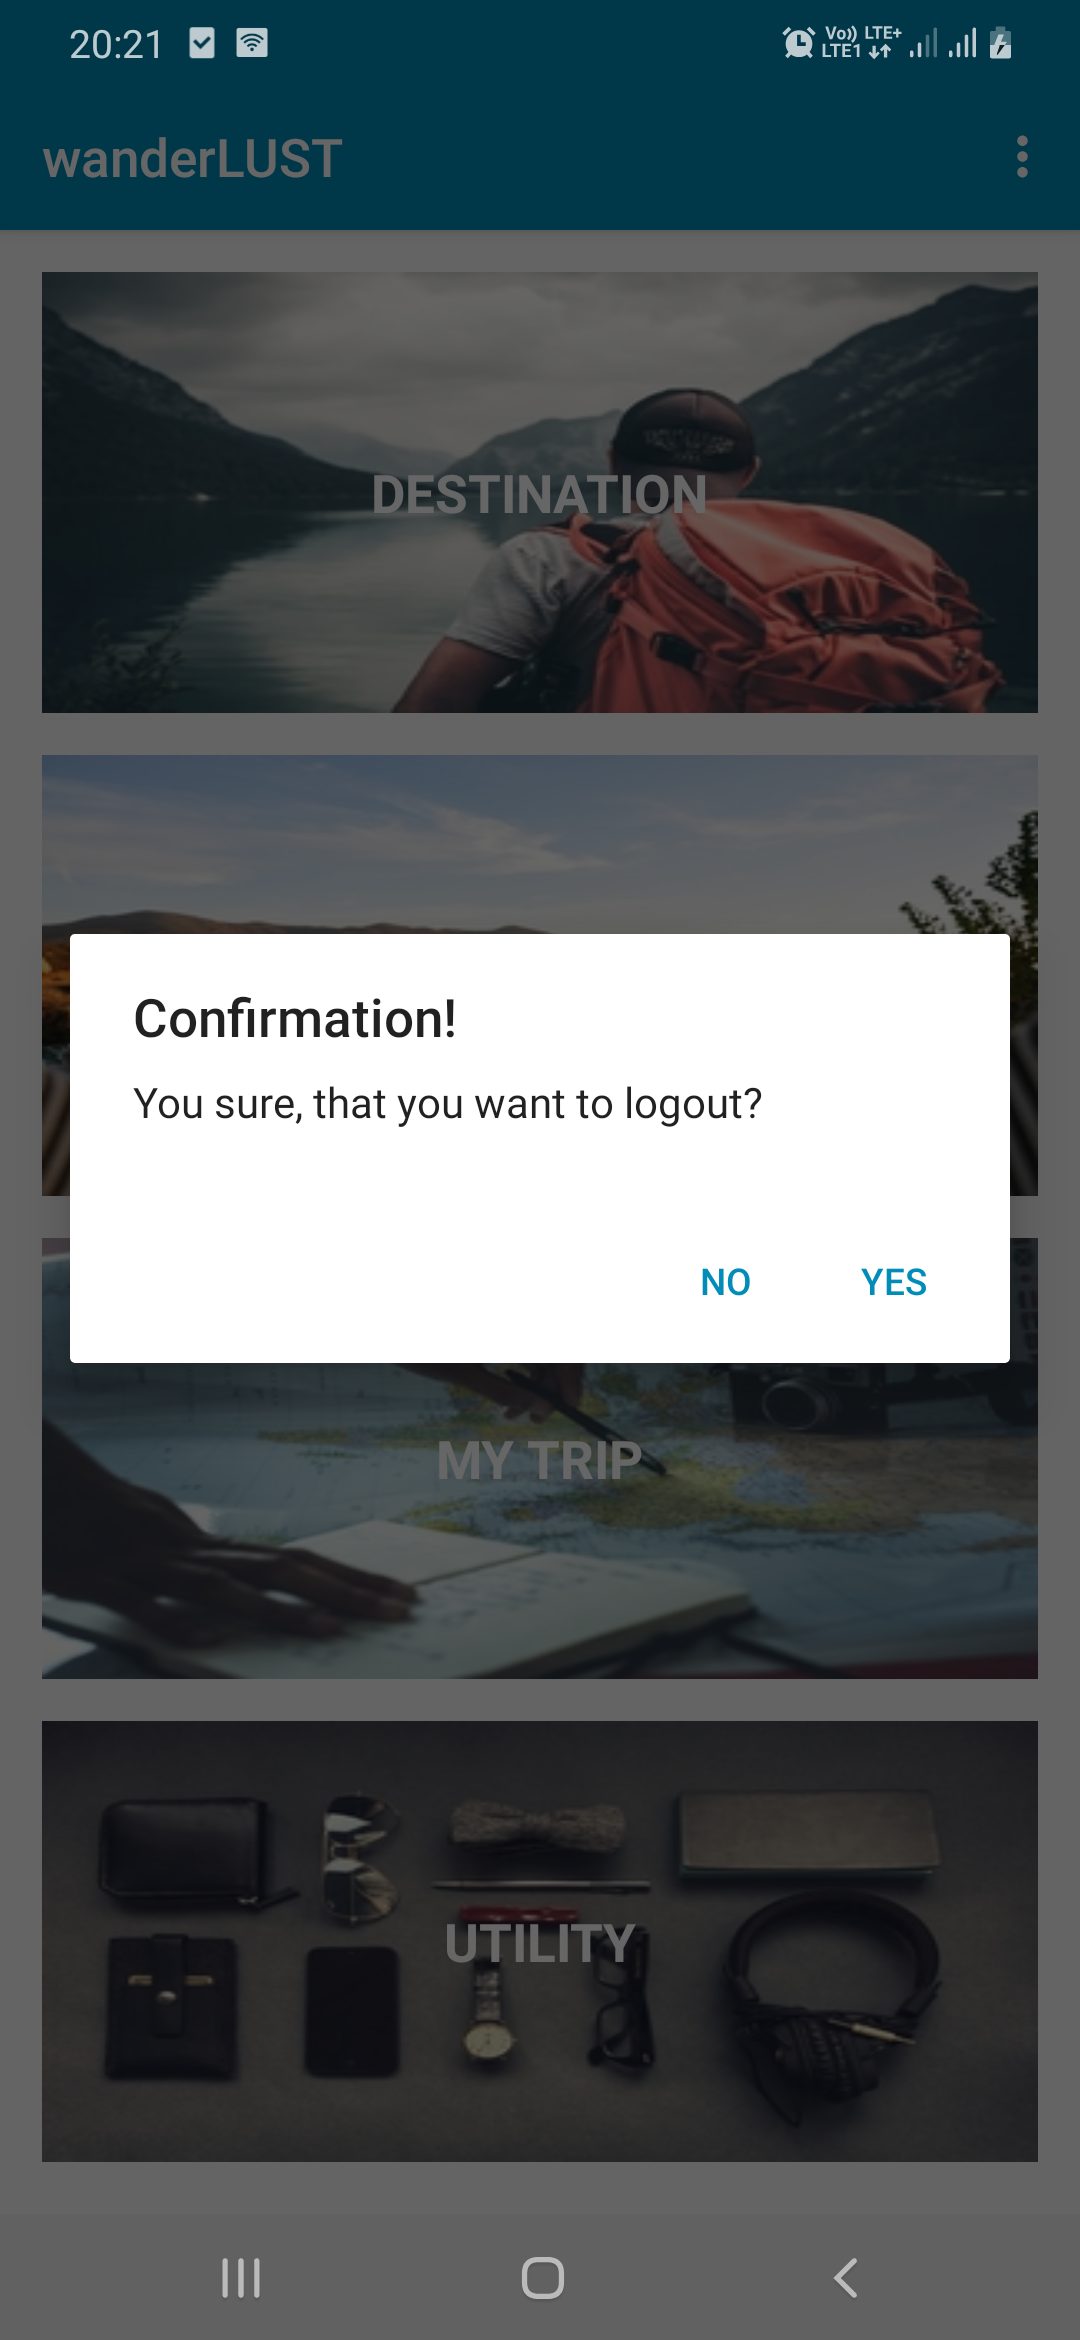 20:21
Vo)) LTE+
LTE1
wanderLUST
DESTINATION
Confirmation!
You sure, that you want to logout?
NO YES
MY TRIP
UTILITY